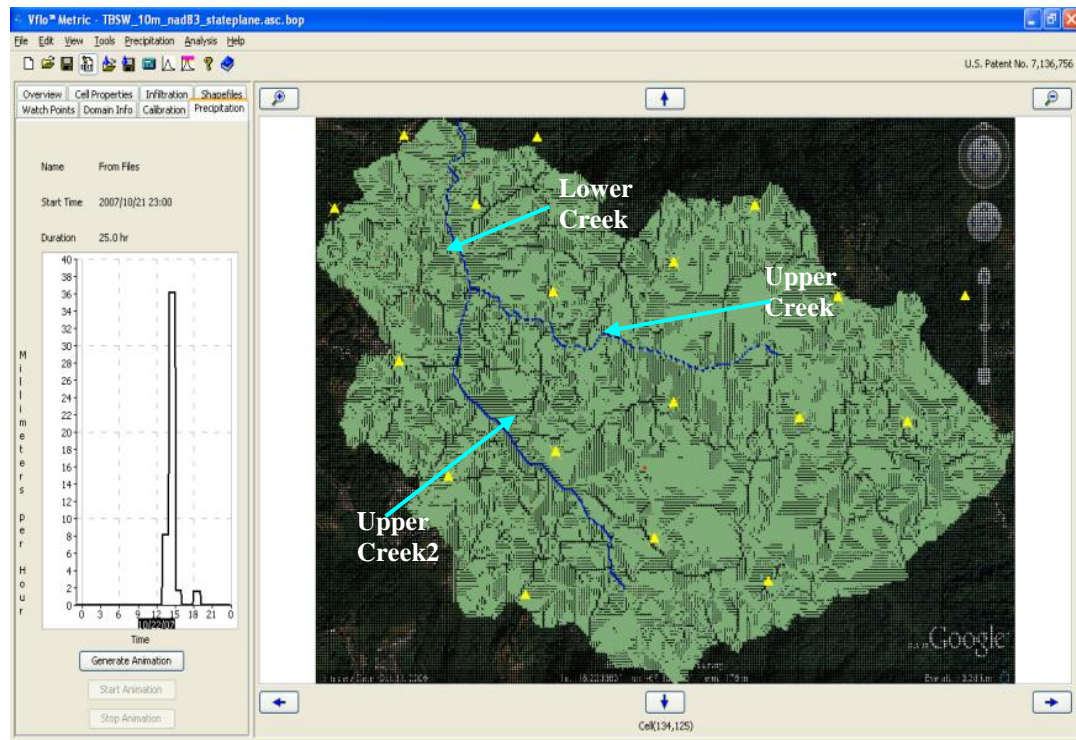 Vflo™ Metric - TBSW_10m_nad83_stateplane.asc.bop
File Edit View Tools Precipitation Analysis Help
U.S. Patent No. 7,136,756
Overview Cell Properties Infiltration Shapefiles
Watch Points Domain Info Calibration Precipitation
Name From Files
Start Time 2007/10/21 23:00
Duration 25.0 hr
Millimeters per Hour
40
38
36
34
32
30
28
26
24
22
20
18
16
14
12
10
8
6
4
2
0
0 3 6 9 12 15 18 21 0
10/22/07
Time
Generate Animation
Start Animation
Stop Animation
Lower
Creek
Upper
Creek
Upper
Creek2
Google
Cell(134,125)